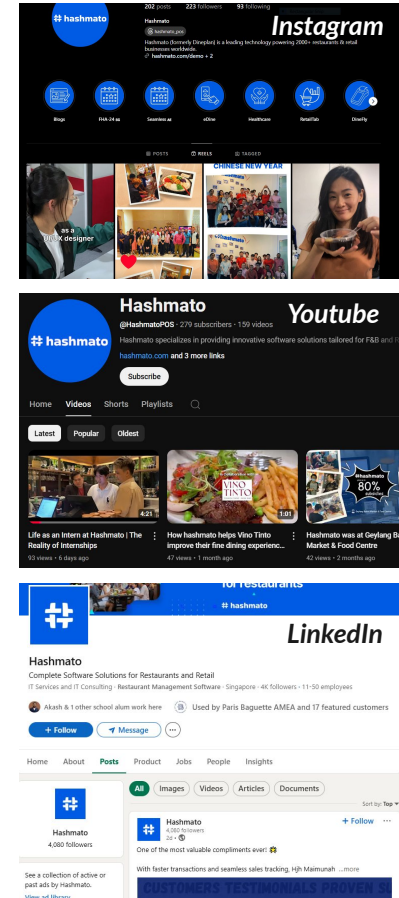 202 posts 223 followers 93 following
# hashmato
Instagram
Hashmato
hashmato_pos
Hashmato (formerly Dineplan) is a leading technology powering 2000+ restaurants & retail
businesses worldwide.
hashmato.com/demo + 2
Blogs FHA-24 Seamless eDine Healthcare RetailTab DineFly
POSTS REELS TAGGED
CHINESE NEW YEAR
as a
designer
Hashmato
Youtube
@HashmatoPOS · 279 subscribers · 159 videos
# hashmato
Hashmato specializes in providing innovative software solutions tailored for F&B and R
hashmato.com and 3 more links
Subscribe
Home Videos Shorts Playlists
Latest Popular Oldest
VINO
TINTO
#hashmato
80%
4:21
1:01
Life as an Intern at Hashmato | The
Reality of Internships
93 views · 6 days ago
How hashmato helps Vino Tinto
improve their fine dining experienc...
47 views · 1 month ago
Hashmato was at Geylang Ba
Market & Food Centre
42 views · 2 months ago
for restaurants
# hashmato
LinkedIn
Hashmato
Complete Software Solutions for Restaurants and Retail
IT Services and IT Consulting · Restaurant Management Software · Singapore · 4K followers · 11-50 employees
Akash & 1 other school alum work here
Used by Paris Baguette AMEA and 17 featured customers
+ Follow
Message
Home About Posts Product Jobs People Insights
All Images Videos Articles Documents
Sort by: Top
Hashmato
4,080 followers
See a collection of active or
past ads by Hashmato.
View ad library
Hashmato
4,080 followers
2d
+ Follow
One of the most valuable compliments ever!
With faster transactions and seamless sales tracking, Hjh Maimunah ...more
CUSTOMERS TESTIMONIALS PROVEN SU